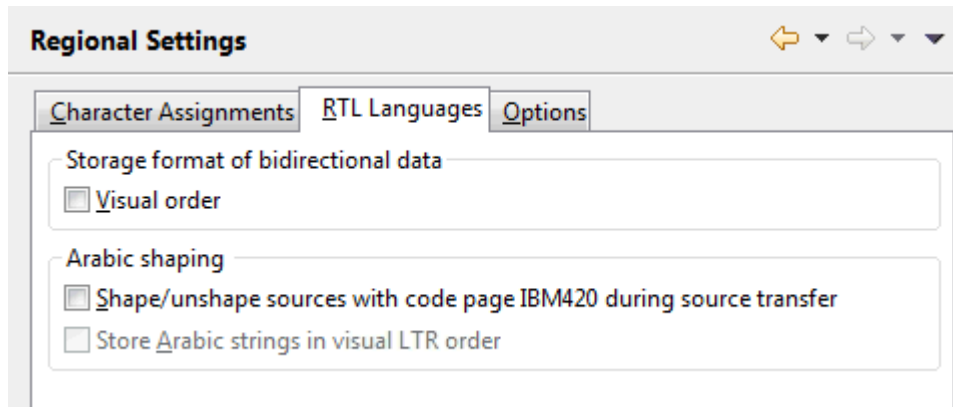 Regional Settings
Character Assignments RTL Languages Options
Storage format of bidirectional data
Visual order
Arabic shaping
Shape/unshape sources with code page IBM420 during source transfer
Store Arabic strings in visual LTR order